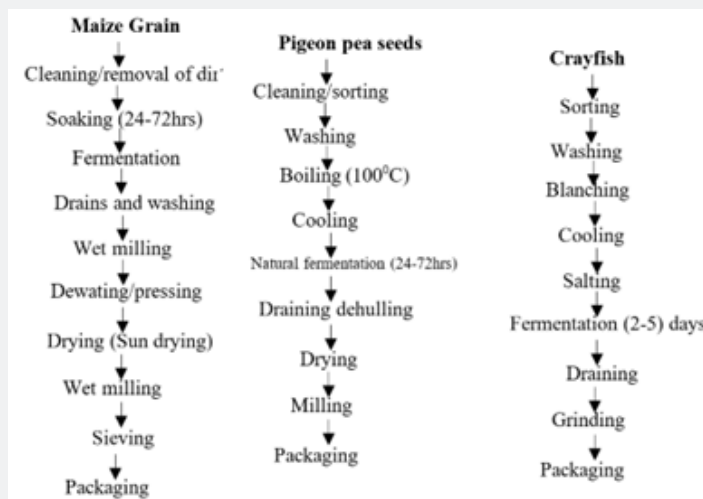 Maize Grain
Cleaning/removal of dir
Soaking (24-72hrs)
Fermentation
Drains and washing
Wet milling
Dewating/pressing
Drying (Sun drying)
Wet milling
Sieving
Packaging
Pigeon pea seeds
Cleaning/sorting
Washing
Boiling (100⁰C)
Cooling
Natural fermentation (24-72hrs)
Draining dehulling
Drying
Milling
Packaging
Crayfish
Sorting
Washing
Blanching
Cooling
Salting
Fermentation (2-5) days
Draining
Grinding
Packaging